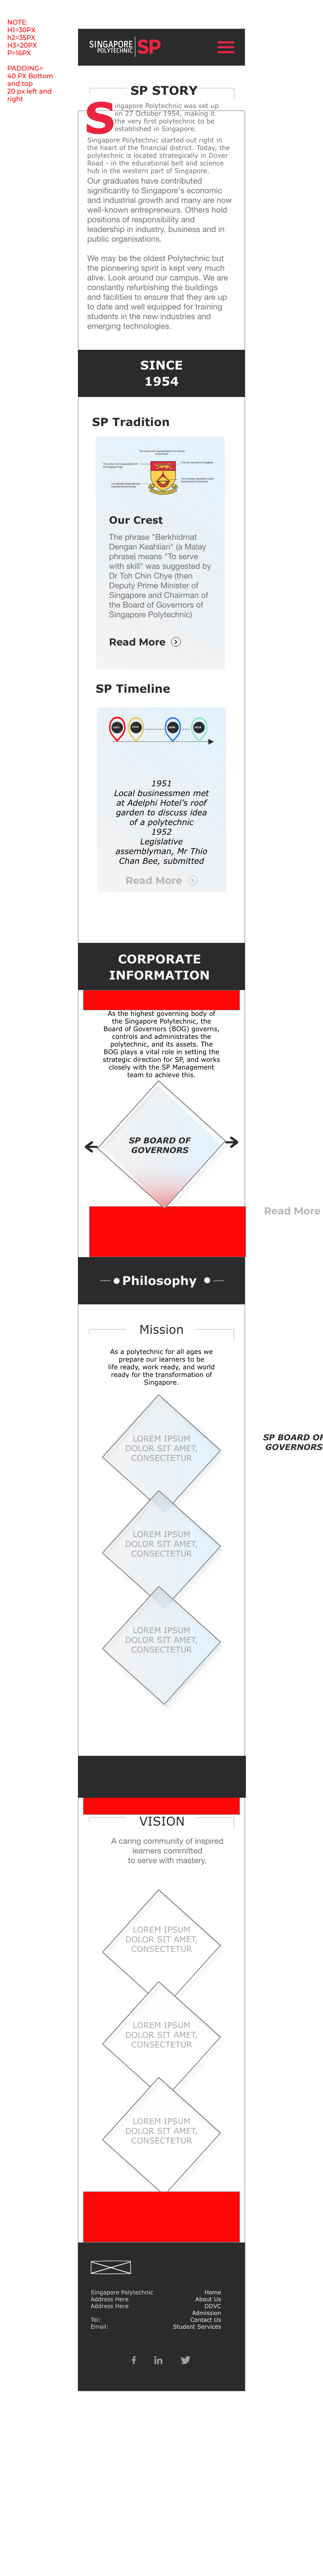 NOTE:
H1=30PX
h2=35PX
H3=20PX
P=16PX
PADDING=
40 PX Bottom
and top
20 px left and
right
SINGAPORE
POLYTECHNIC
SP
SP STORY
Singapore Polytechnic was set up
on 27 October 1954, making it
the very first polytechnic to be
established in Singapore.
Singapore Polytechnic started out right in
the heart of the financial district. Today, the
polytechnic is located strategically in Dover
Road - in the educational belt and science
hub in the western part of Singapore.
Our graduates have contributed
significantly to Singapore's economic
and industrial growth and many are now
well-known entrepreneurs. Others hold
positions of responsibility and
leadership in industry, business and in
public organisations.
We may be the oldest Polytechnic but
the pioneering spirit is kept very much
alive. Look around our campus. We are
constantly refurbishing the buildings
and facilities to ensure that they are up
to date and well equipped for training
students in the new industries and
emerging technologies.
SINCE
1954
SP Tradition
Our Crest
The phrase "Berkhidmat
Dengan Keahlian" (a Malay
phrase) means "To serve
with skill" was suggested by
Dr Toh Chin Chye (then
Deputy Prime Minister of
Singapore and Chairman of
the Board of Governors of
Singapore Polytechnic)
Read More
SP Timeline
1951
Local businessmen met
at Adelphi Hotel's roof
garden to discuss idea
of a polytechnic
1952
Legislative
assemblyman, Mr Thio
Chan Bee, submitted
Read More
CORPORATE
INFORMATION
As the highest governing body of
the Singapore Polytechnic, the
Board of Governors (BOG) governs,
controls and administrates the
polytechnic, and its assets. The
BOG plays a vital role in setting the
strategic direction for SP, and works
closely with the SP Management
team to achieve this.
SP BOARD OF
GOVERNORS
Read More
Philosophy
Mission
As a polytechnic for all ages we
prepare our learners to be
life ready, work ready, and world
ready for the transformation of
Singapore.
SP BOARD OF
GOVERNORS
LOREM IPSUM
DOLOR SIT AMET,
CONSECTETUR
LOREM IPSUM
DOLOR SIT AMET,
CONSECTETUR
LOREM IPSUM
DOLOR SIT AMET,
CONSECTETUR
VISION
A caring community of inspired
learners committed
to serve with mastery.
LOREM IPSUM
DOLOR SIT AMET,
CONSECTETUR
LOREM IPSUM
DOLOR SIT AMET,
CONSECTETUR
LOREM IPSUM
DOLOR SIT AMET,
CONSECTETUR
Singapore Polytechnic
Address Here
Address Here
Tel:
Email:
Home
About Us
DDVC
Admission
Contact Us
Student Services